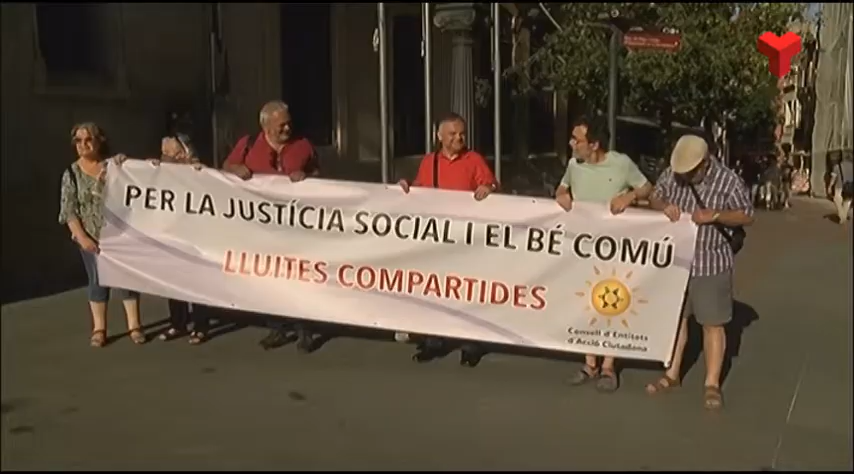 PER LA JUSTÍCIA SOCIAL I EL BÉ COMÚ
LLUITES COMPARTIDES
Consell d'Entitats
d'Acció Ciutadana